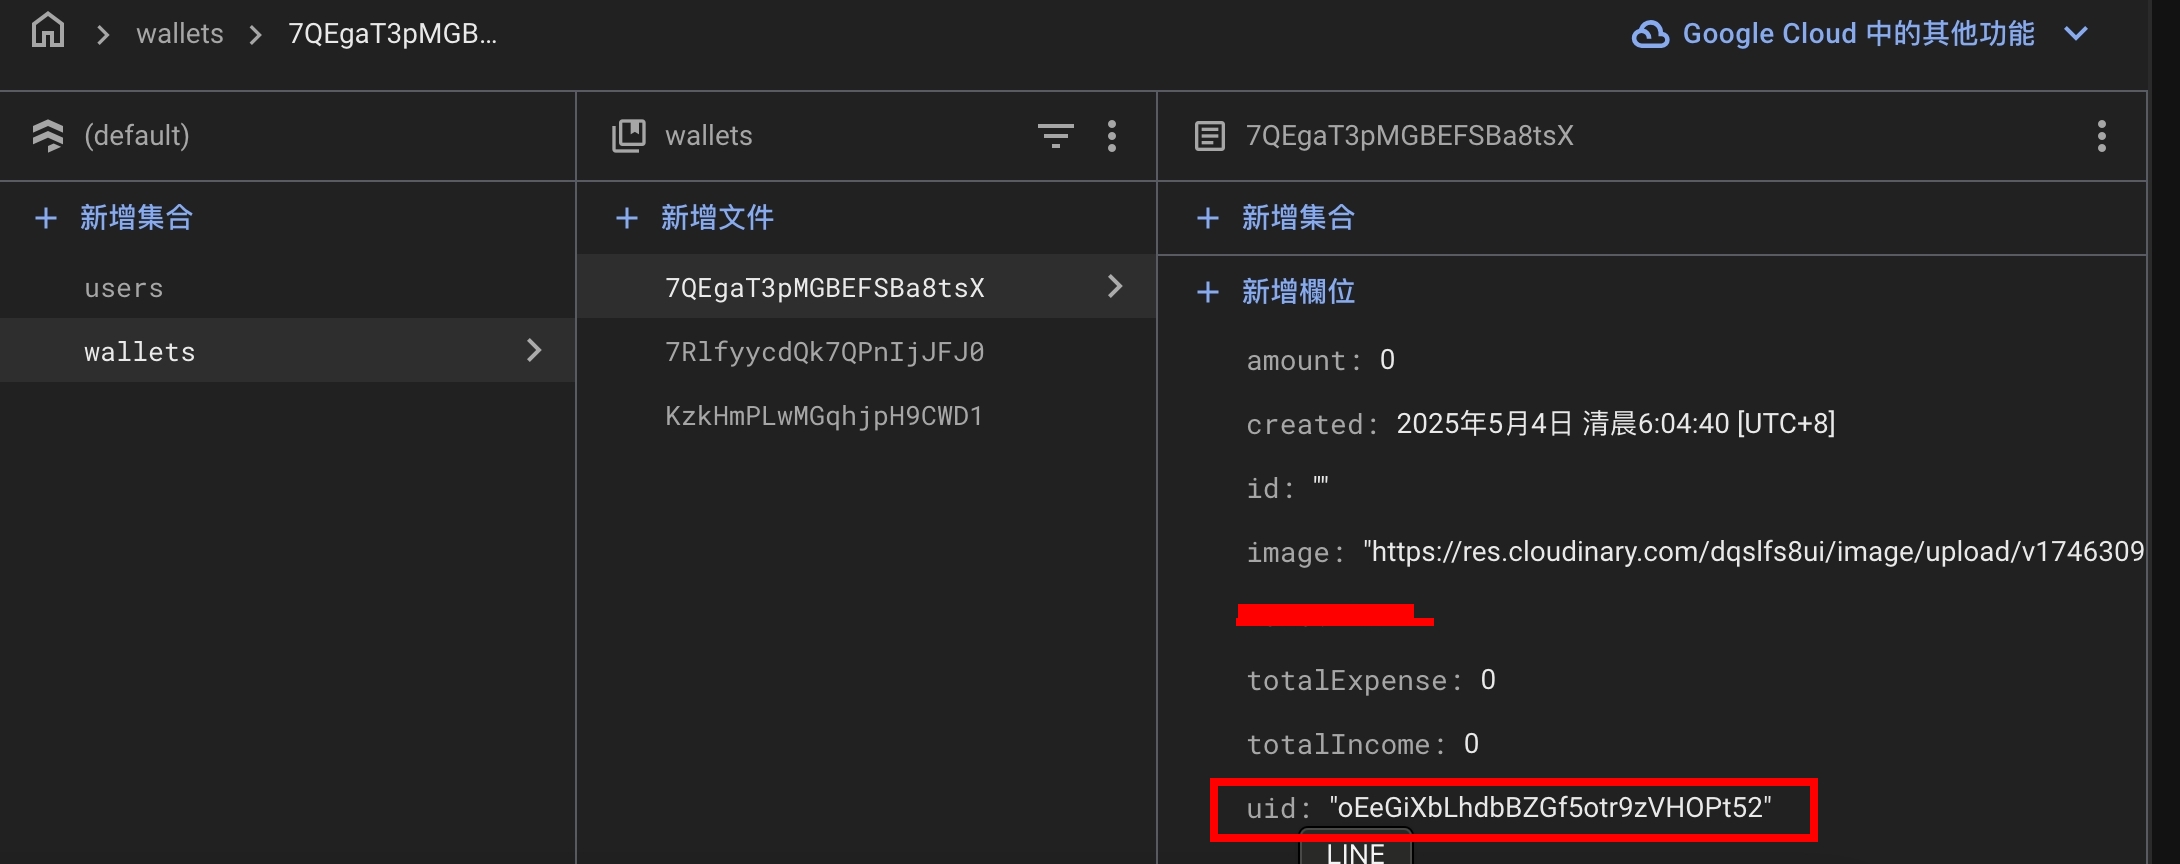 wallets
7QEgaT3pMGB...
Google Cloud 中的其他功能
(default)
wallets
7QEgaT3pMGBEFSBa8tsX
新增集合
新增文件
新增集合
users
wallets
7QEgaT3pMGBEFSBa8tsX
7RlfyycdQk7QPnIjJFJ0
KzkHmPLwMGqhjpH9CWD1
新增欄位
amount: 0
created: 2025年5月4日 清晨6:04:40 [UTC+8]
id: ""
image: "https://res.cloudinary.com/dqslfs8ui/image/upload/v1746309
totalExpense: 0
totalIncome: 0
uid: "oEeGiXbLhdbBZGf5otr9zVHOPt52"
LINE